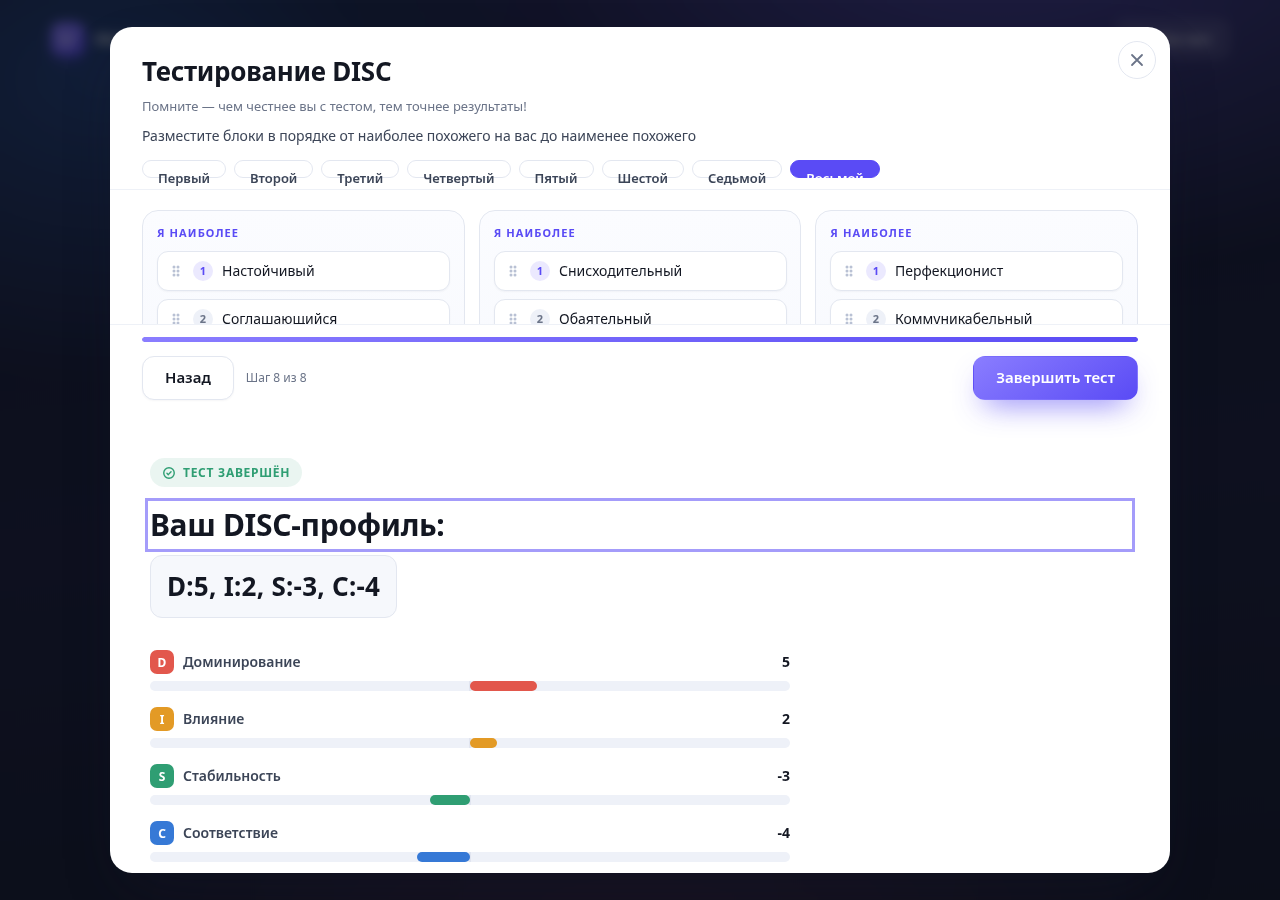 Тестирование DISC
Помните — чем честнее вы с тестом, тем точнее результаты!
Разместите блоки в порядке от наиболее похожего на вас до наименее похожего
Первый Второй Третий Четвертый Пятый Шестой Седьмой Восьмой
Я НАИБОЛЕЕ Я НАИБОЛЕЕ Я НАИБОЛЕЕ
1 Настойчивый 1 Снисходительный 1 Перфекционист
2 Соглашающийся 2 Обаятельный 2 Коммуникабельный
Назад Шаг 8 из 8 Завершить тест
ТЕСТ ЗАВЕРШЁН
Ваш DISC-профиль:
D:5, I:2, S:-3, C:-4
D Доминирование 5
I Влияние 2
S Стабильность -3
C Соответствие -4